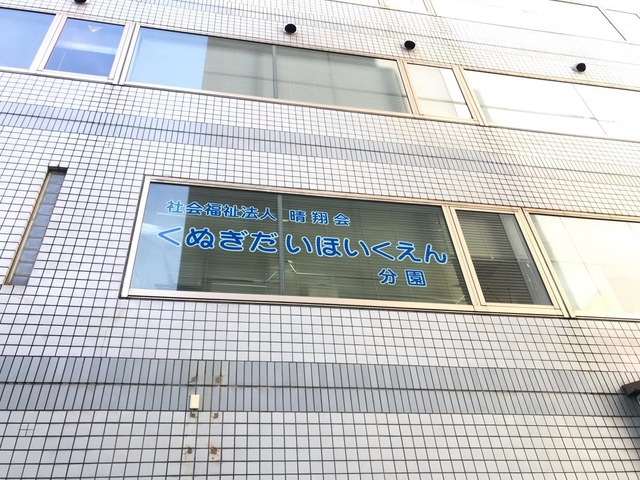 社会福祉法人 晴翔会
くぬぎだいほいくえん
分園